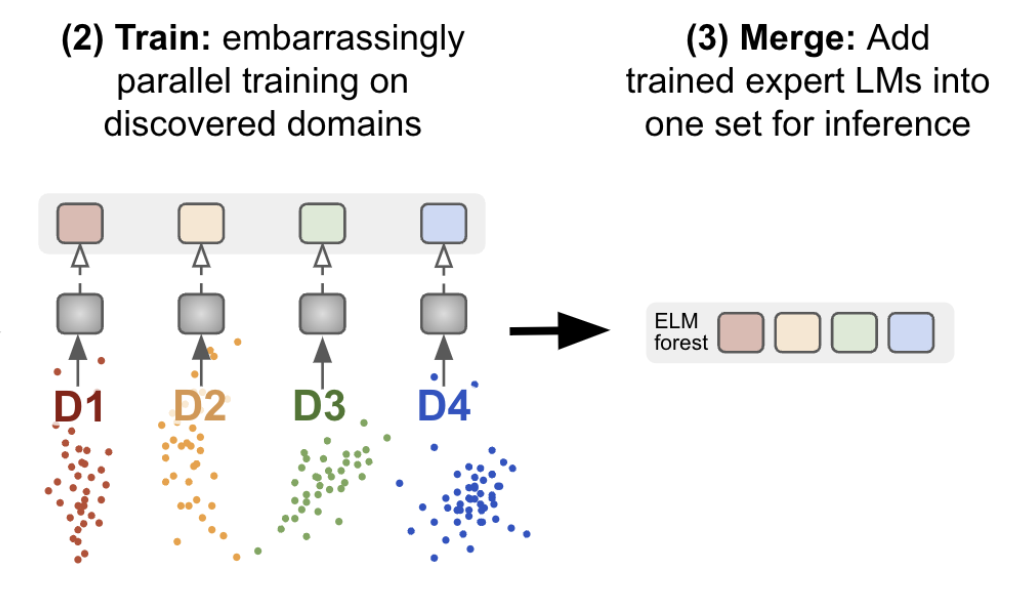 (2) Train: embarrassingly
parallel training on
discovered domains
(3) Merge: Add
trained expert LMs into
one set for inference
D1
D2
D3
D4
ELM
forest